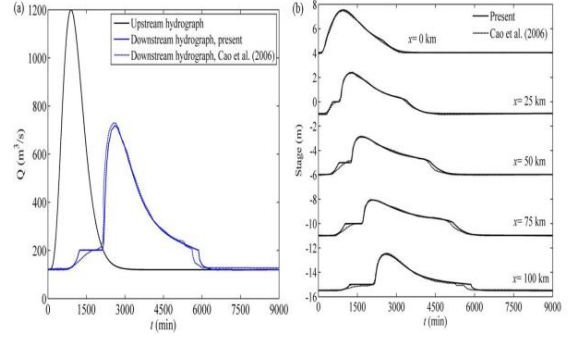 (a)
Upstream hydrograph
Downstream hydrograph, present
Downstream hydrograph, Cao et al. (2006)
1200
1000
800
600
400
200
0
Q (m³/s)
0 1500 3000 4500 6000 7500 9000
t (min)
(b)
Present
Cao et al. (2006)
x= 0 km
x= 25 km
x= 50 km
x= 75 km
x= 100 km
8
6
4
2
0
-2
-4
-6
-8
-10
-12
-14
-16
Stage (m)
0 1500 3000 4500 6000 7500 9000
t (min)